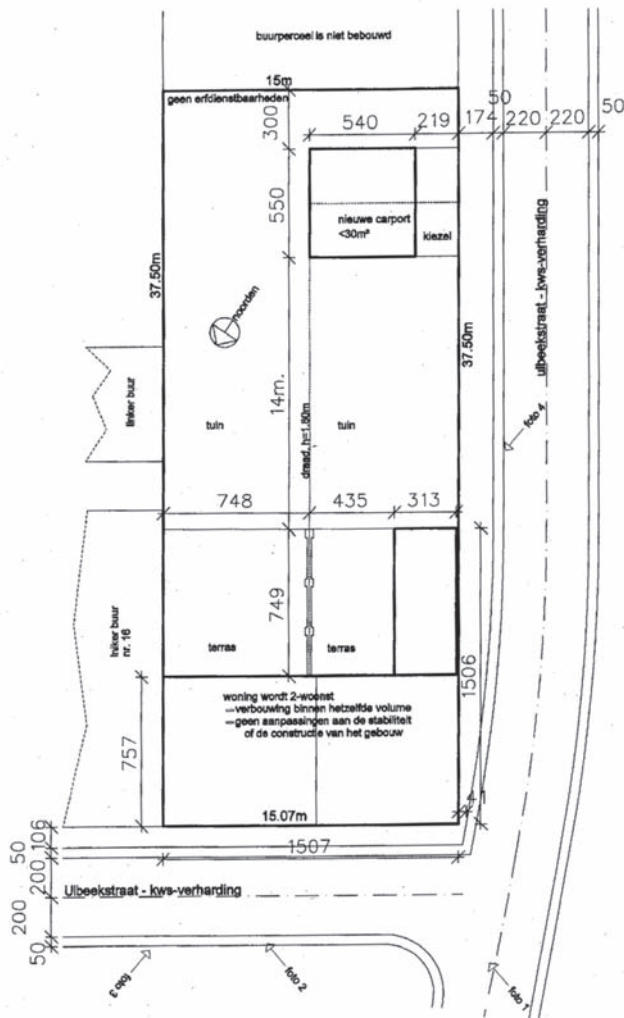 buurperceel is niet bebouwd
15m
geen erfdienstbaarheden
50
50
540
219
174
220
220
300
550
nieuwe carport
<30m²
kiezel
ulbeekstraat - kws-verharding
37.50m
noorden
37.50m
linker buur
14m.
draad, h=1.80m
tuin
tuin
foto 4
748
435
313
749
linker buur
nr. 16
terras
terras
1506
woning wordt 2-woonst
—verbouwing binnen hetzelfde volume
—geen aanpassingen aan de stabiliteit
of de constructie van het gebouw
757
15.07m
1507
196
50
200
Ulbeekstraat - kws-verharding
200
50
foto 3
foto 2
foto 1